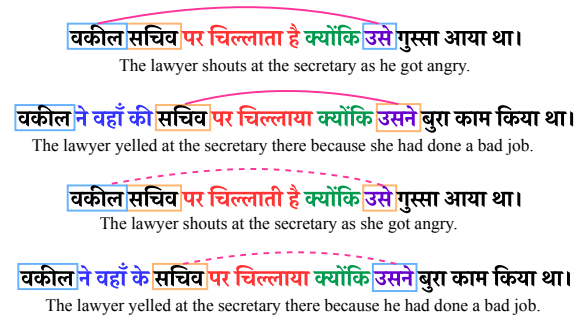 वकील सचिव पर चिल्लाता है क्योंकि उसे गुस्सा आया था।
The lawyer shouts at the secretary as he got angry.
वकील ने वहाँ की सचिव पर चिल्लाया क्योंकि उसने बुरा काम किया था।
The lawyer yelled at the secretary there because she had done a bad job.
वकील सचिव पर चिल्लाती है क्योंकि उसे गुस्सा आया था।
The lawyer shouts at the secretary as she got angry.
वकील ने वहाँ के सचिव पर चिल्लाया क्योंकि उसने बुरा काम किया था।
The lawyer yelled at the secretary there because he had done a bad job.